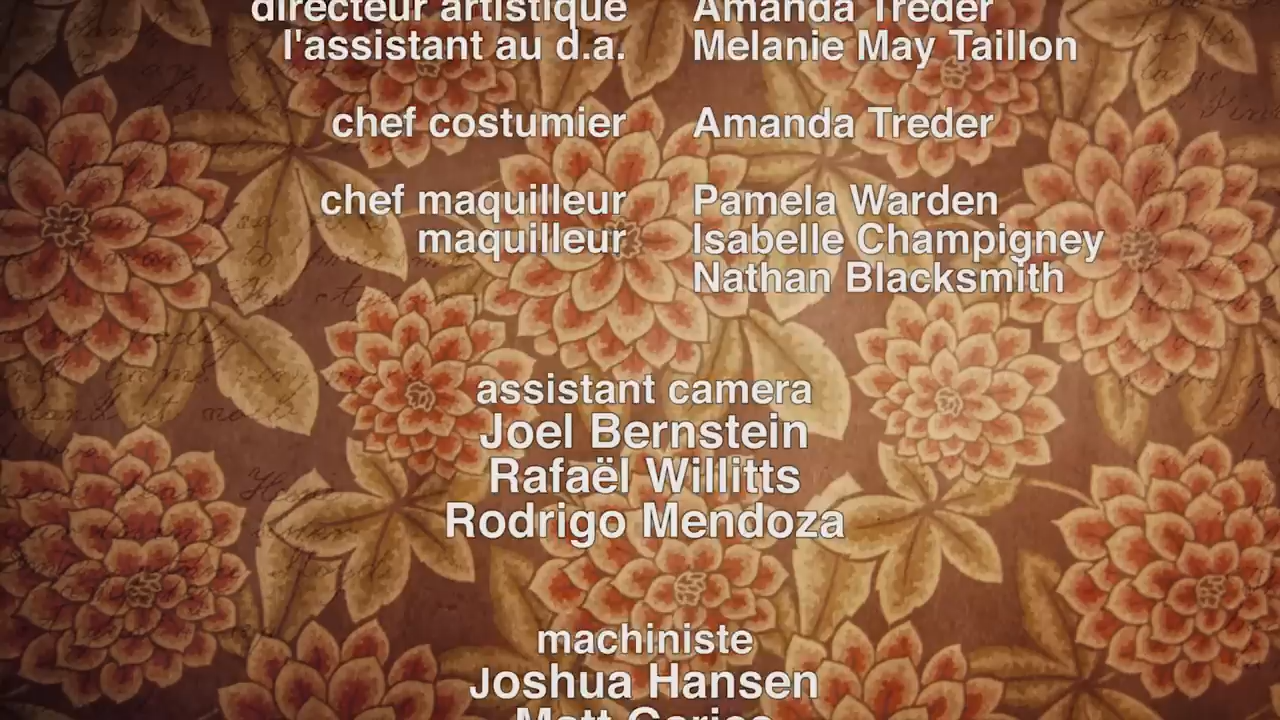 directeur artistique Amanda Treder
l'assistant au d.a. Melanie May Taillon
chef costumier Amanda Treder
chef maquilleur Pamela Warden
maquilleur Isabelle Champigney
Nathan Blacksmith
assistant camera
Joel Bernstein
Rafaël Willitts
Rodrigo Mendoza
machiniste
Joshua Hansen
Matt